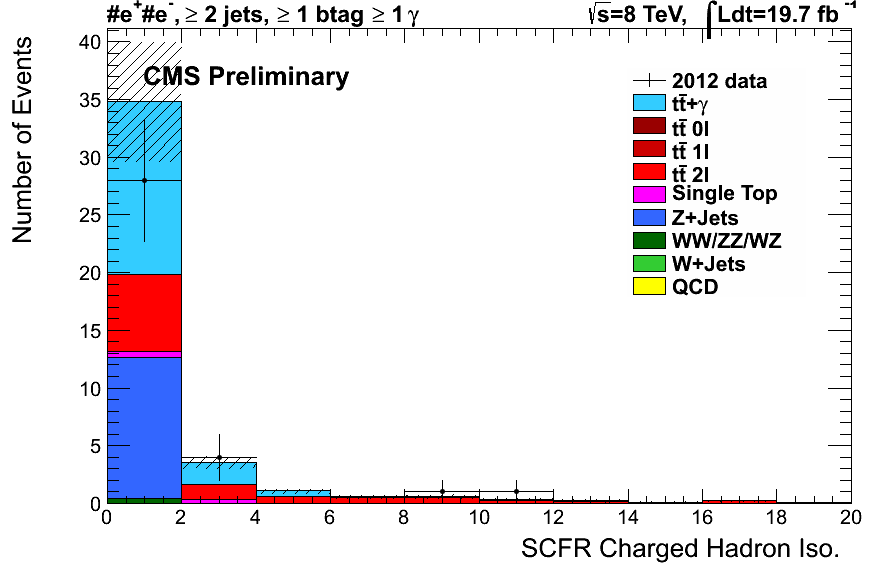 #e⁺#e⁻, ≥ 2 jets, ≥ 1 btag ≥ 1 γ
√s=8 TeV, ∫Ldt=19.7 fb⁻¹
CMS Preliminary
Number of Events
40
35
30
25
20
15
10
5
0
2012 data
tt̄+γ
tt̄ 0l
tt̄ 1l
tt̄ 2l
Single Top
Z+Jets
WW/ZZ/WZ
W+Jets
QCD
0 2 4 6 8 10 12 14 16 18 20
SCFR Charged Hadron Iso.